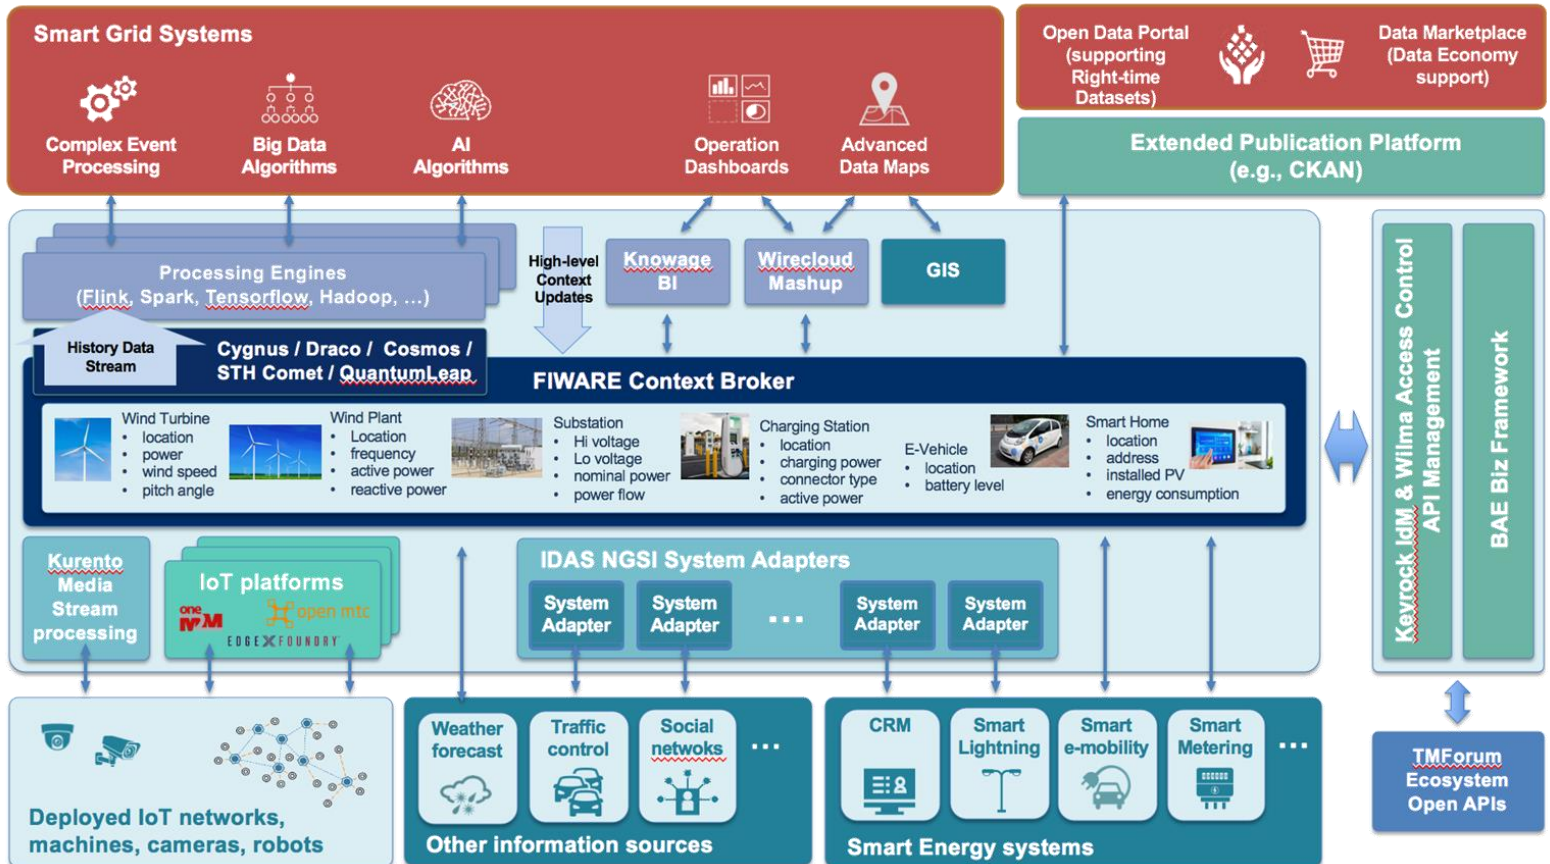 Smart Grid Systems
Complex Event
Processing
Big Data
Algorithms
AI
Algorithms
Operation
Dashboards
Advanced
Data Maps
Open Data Portal
(supporting
Right-time
Datasets)
Data Marketplace
(Data Economy
support)
Extended Publication Platform
(e.g., CKAN)
Processing Engines
(Flink, Spark, Tensorflow, Hadoop, ...)
High-level
Context
Updates
Knowage
BI
Wirecloud
Mashup
GIS
History Data
Stream
Cygnus / Draco / Cosmos /
STH Comet / QuantumLeap
FIWARE Context Broker
Wind Turbine
• location
• power
• wind speed
• pitch angle
Wind Plant
• Location
• frequency
• active power
• reactive power
Substation
• Hi voltage
• Lo voltage
• nominal power
• power flow
Charging Station
• location
• charging power
• connector type
• active power
E-Vehicle
• location
• battery level
Smart Home
• location
• address
• installed PV
• energy consumption
Keyrock IdM & Wilma Access Control
API Management
BAE Biz Framework
Kurento
Media
Stream
processing
IoT platforms
one
M2M
open mtc
EDGE X FOUNDRY
IDAS NGSI System Adapters
System
Adapter
System
Adapter
...
System
Adapter
System
Adapter
Deployed IoT networks,
machines, cameras, robots
Weather
forecast
Traffic
control
Social
netwoks
...
Other information sources
CRM
Smart
Lightning
Smart
e-mobility
Smart
Metering
...
Smart Energy systems
TMForum
Ecosystem
Open APIs